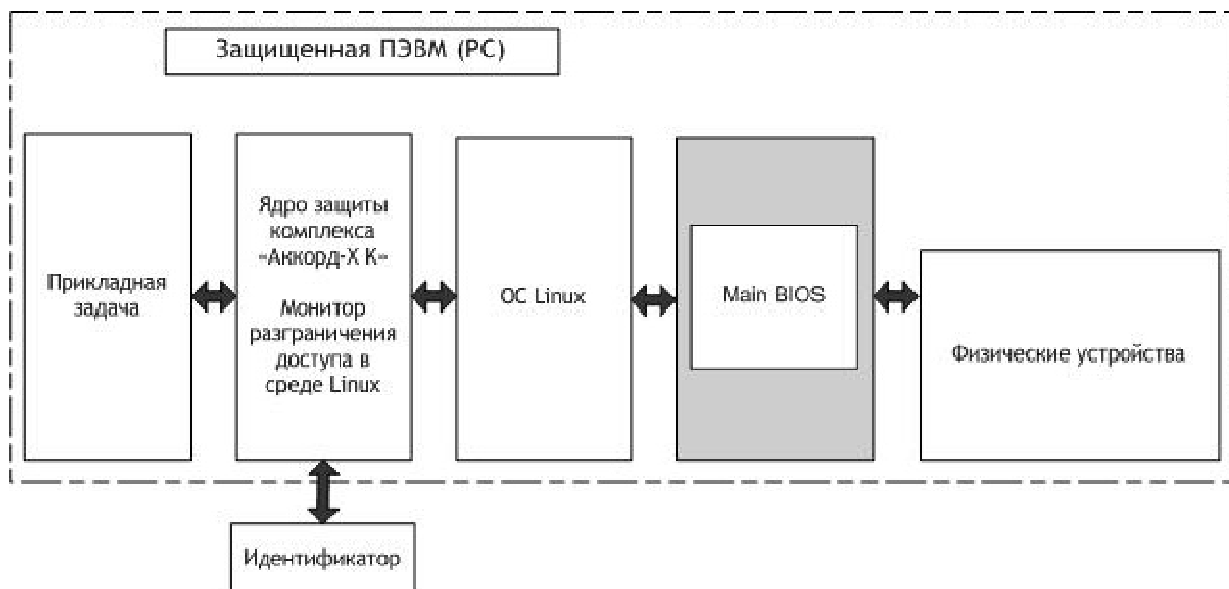 Защищенная ПЭВМ (РС)
Прикладная
задача
Ядро защиты
комплекса
«Аккорд-Х К»
Монитор
разграничения
доступа в
среде Linux
ОС Linux
Main BIOS
Физические устройства
Идентификатор